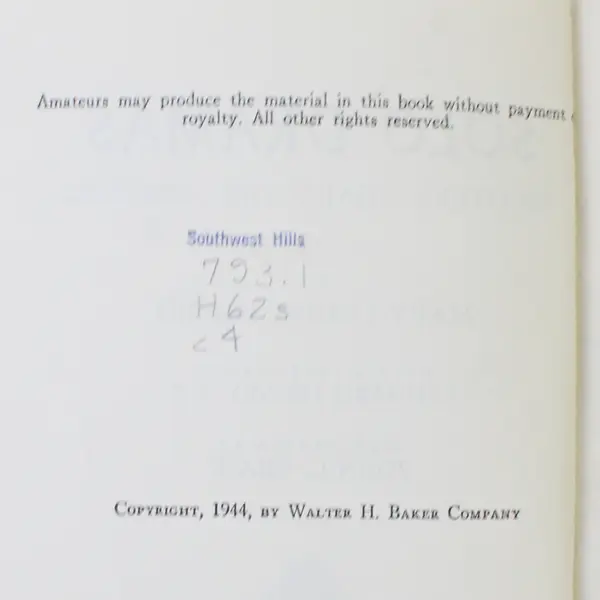 Amateurs may produce the material in this book without payment
royalty. All other rights reserved.
Southwest Hills
793.1
H62s
c4
COPYRIGHT, 1944, BY WALTER H. BAKER COMPANY